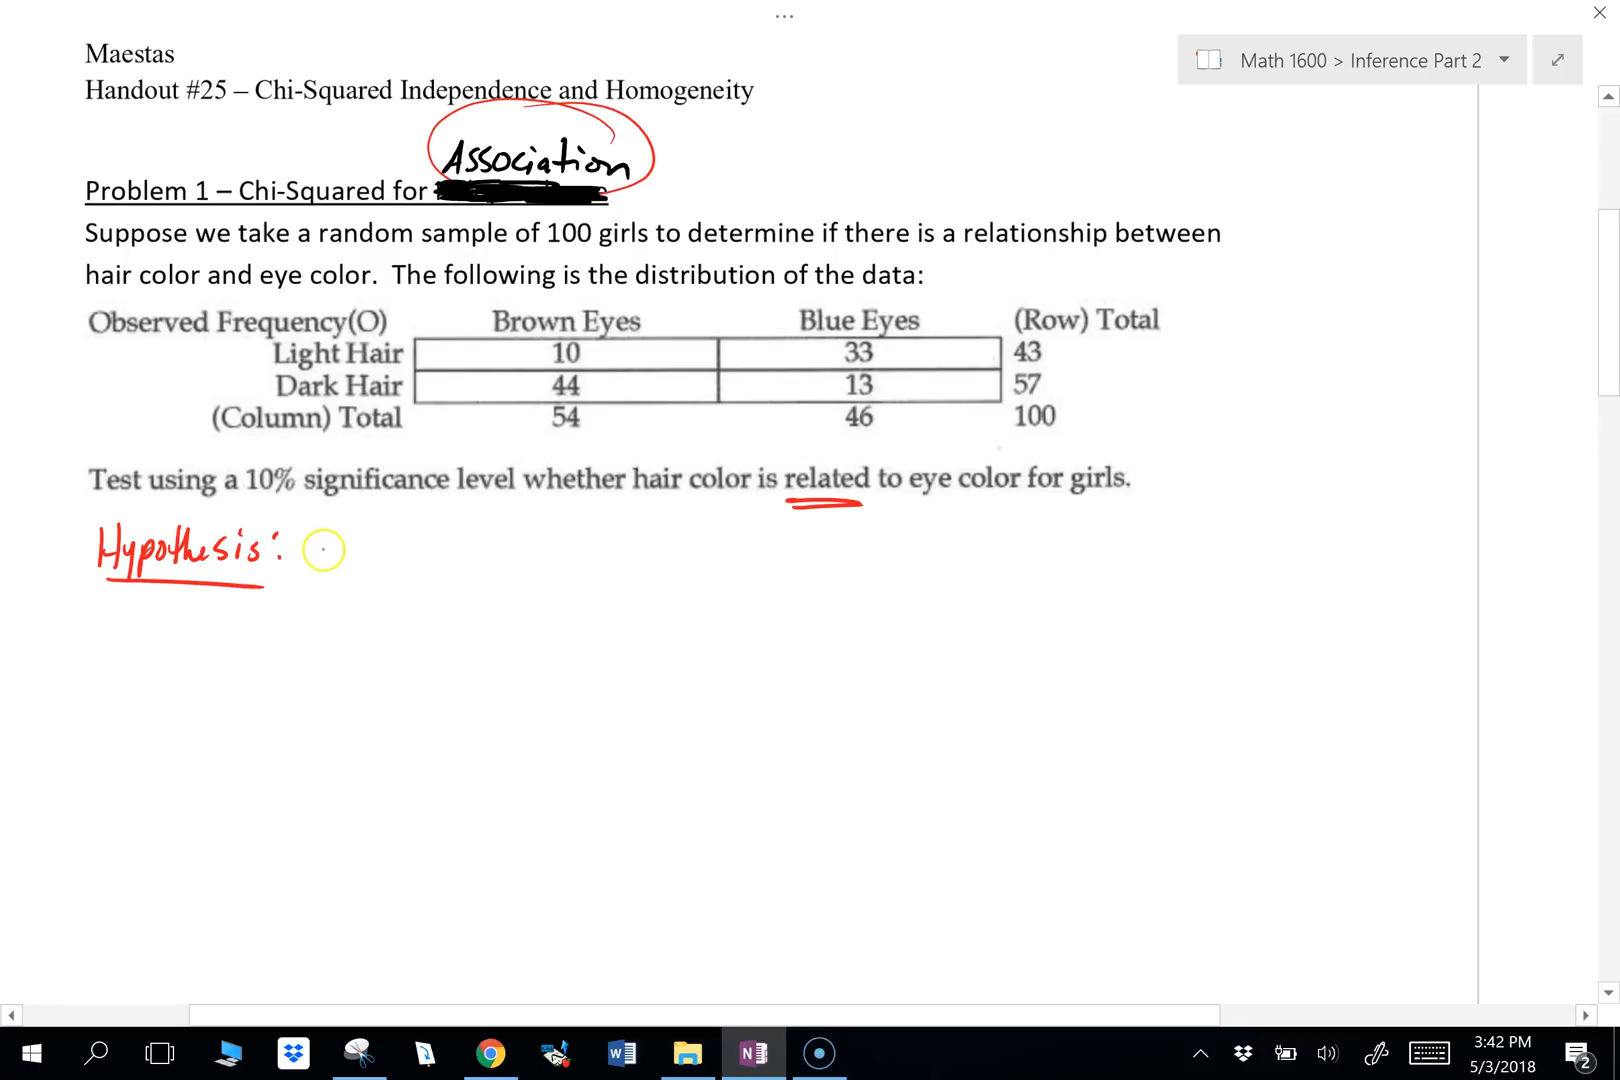 Maestas
Math 1600 > Inference Part 2
Handout #25 – Chi-Squared Independence and Homogeneity
Association
Problem 1 – Chi-Squared for
Suppose we take a random sample of 100 girls to determine if there is a relationship between
hair color and eye color. The following is the distribution of the data:
Observed Frequency(O) Brown Eyes Blue Eyes (Row) Total
Light Hair 10 33 43
Dark Hair 44 13 57
(Column) Total 54 46 100
Test using a 10% significance level whether hair color is related to eye color for girls.
Hypothesis:
3:42 PM
5/3/2018
2